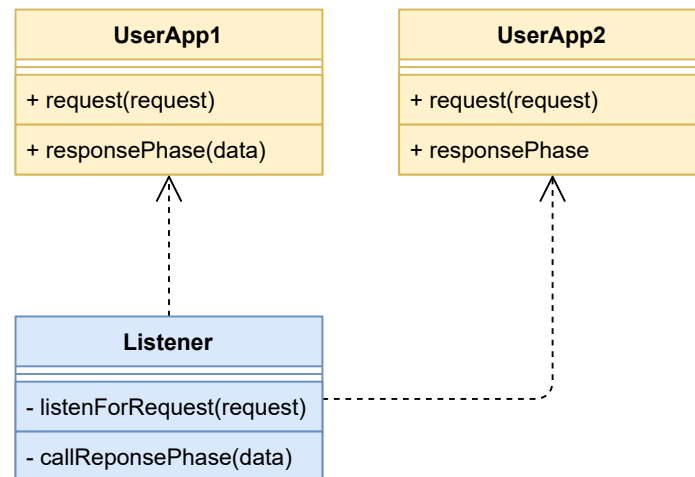 UserApp1
+ request(request)
+ responsePhase(data)
UserApp2
+ request(request)
+ responsePhase
Listener
- listenForRequest(request)
- callReponsePhase(data)